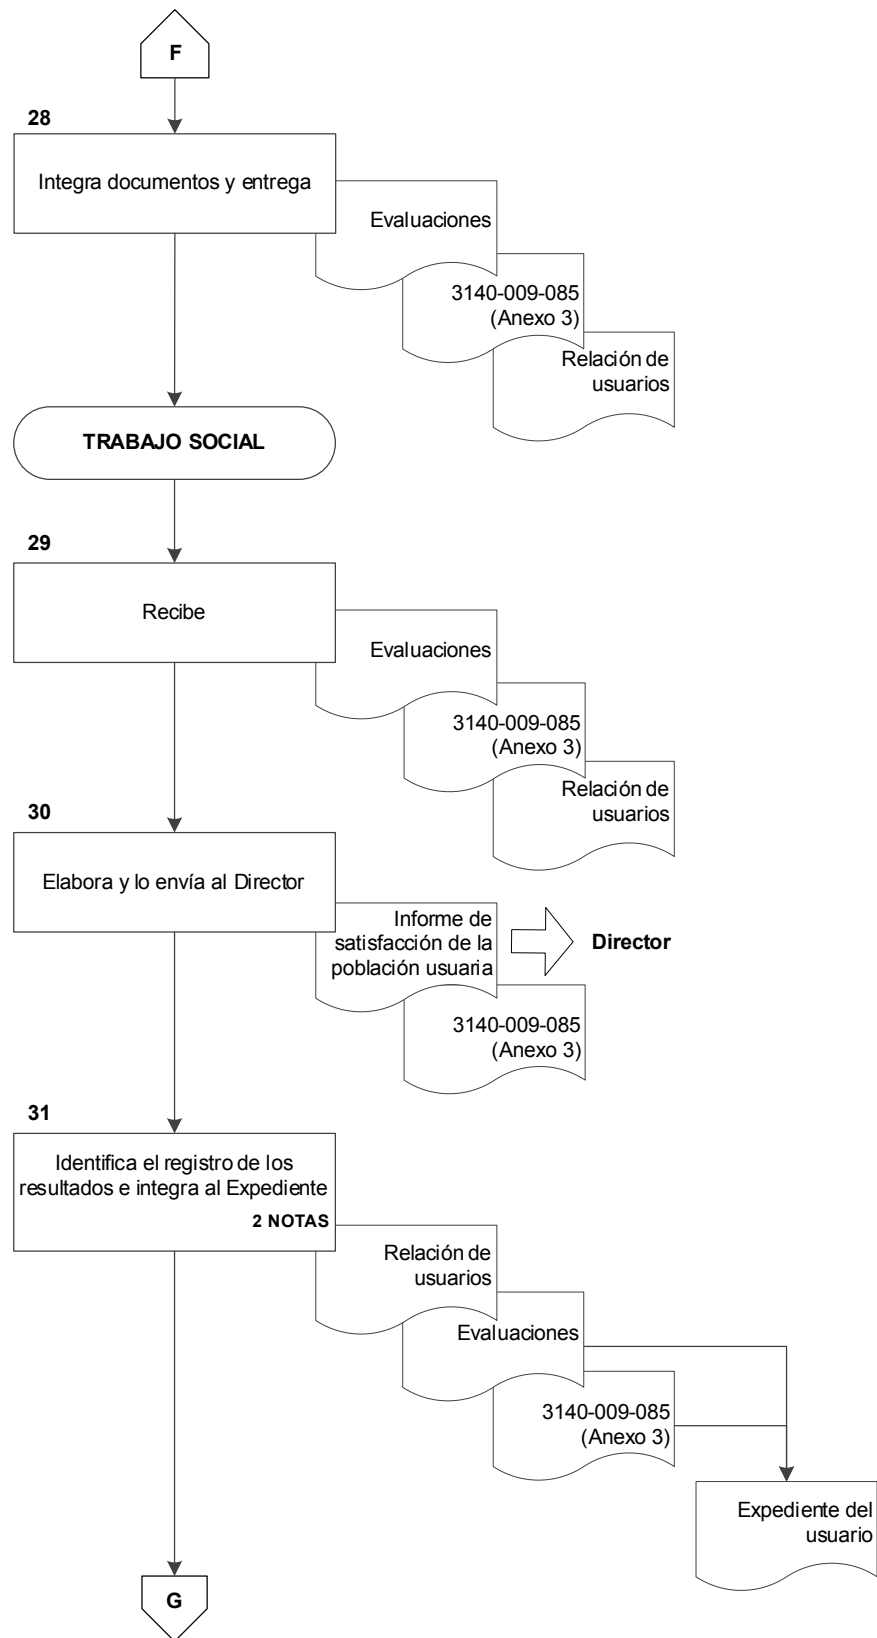 F
28
Integra documentos y entrega
Evaluaciones
3140-009-085
(Anexo 3)
Relación de
usuarios
TRABAJO SOCIAL
29
Recibe
Evaluaciones
3140-009-085
(Anexo 3)
Relación de
usuarios
30
Elabora y lo envía al Director
Informe de
satisfacción de la
población usuaria
Director
3140-009-085
(Anexo 3)
31
Identifica el registro de los
resultados e integra al Expediente
2 NOTAS
Relación de
usuarios
Evaluaciones
3140-009-085
(Anexo 3)
Expediente del
usuario
G